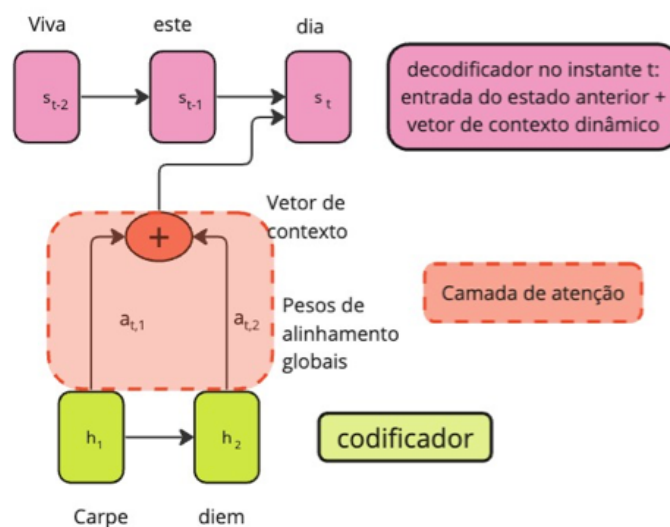 Viva este dia
s t-2 s t-1 s t
decodificador no instante t:
entrada do estado anterior +
vetor de contexto dinâmico
Vetor de
contexto
+
Camada de atenção
Pesos de
alinhamento
globais
a t,1 a t,2
h 1 h 2
codificador
Carpe diem